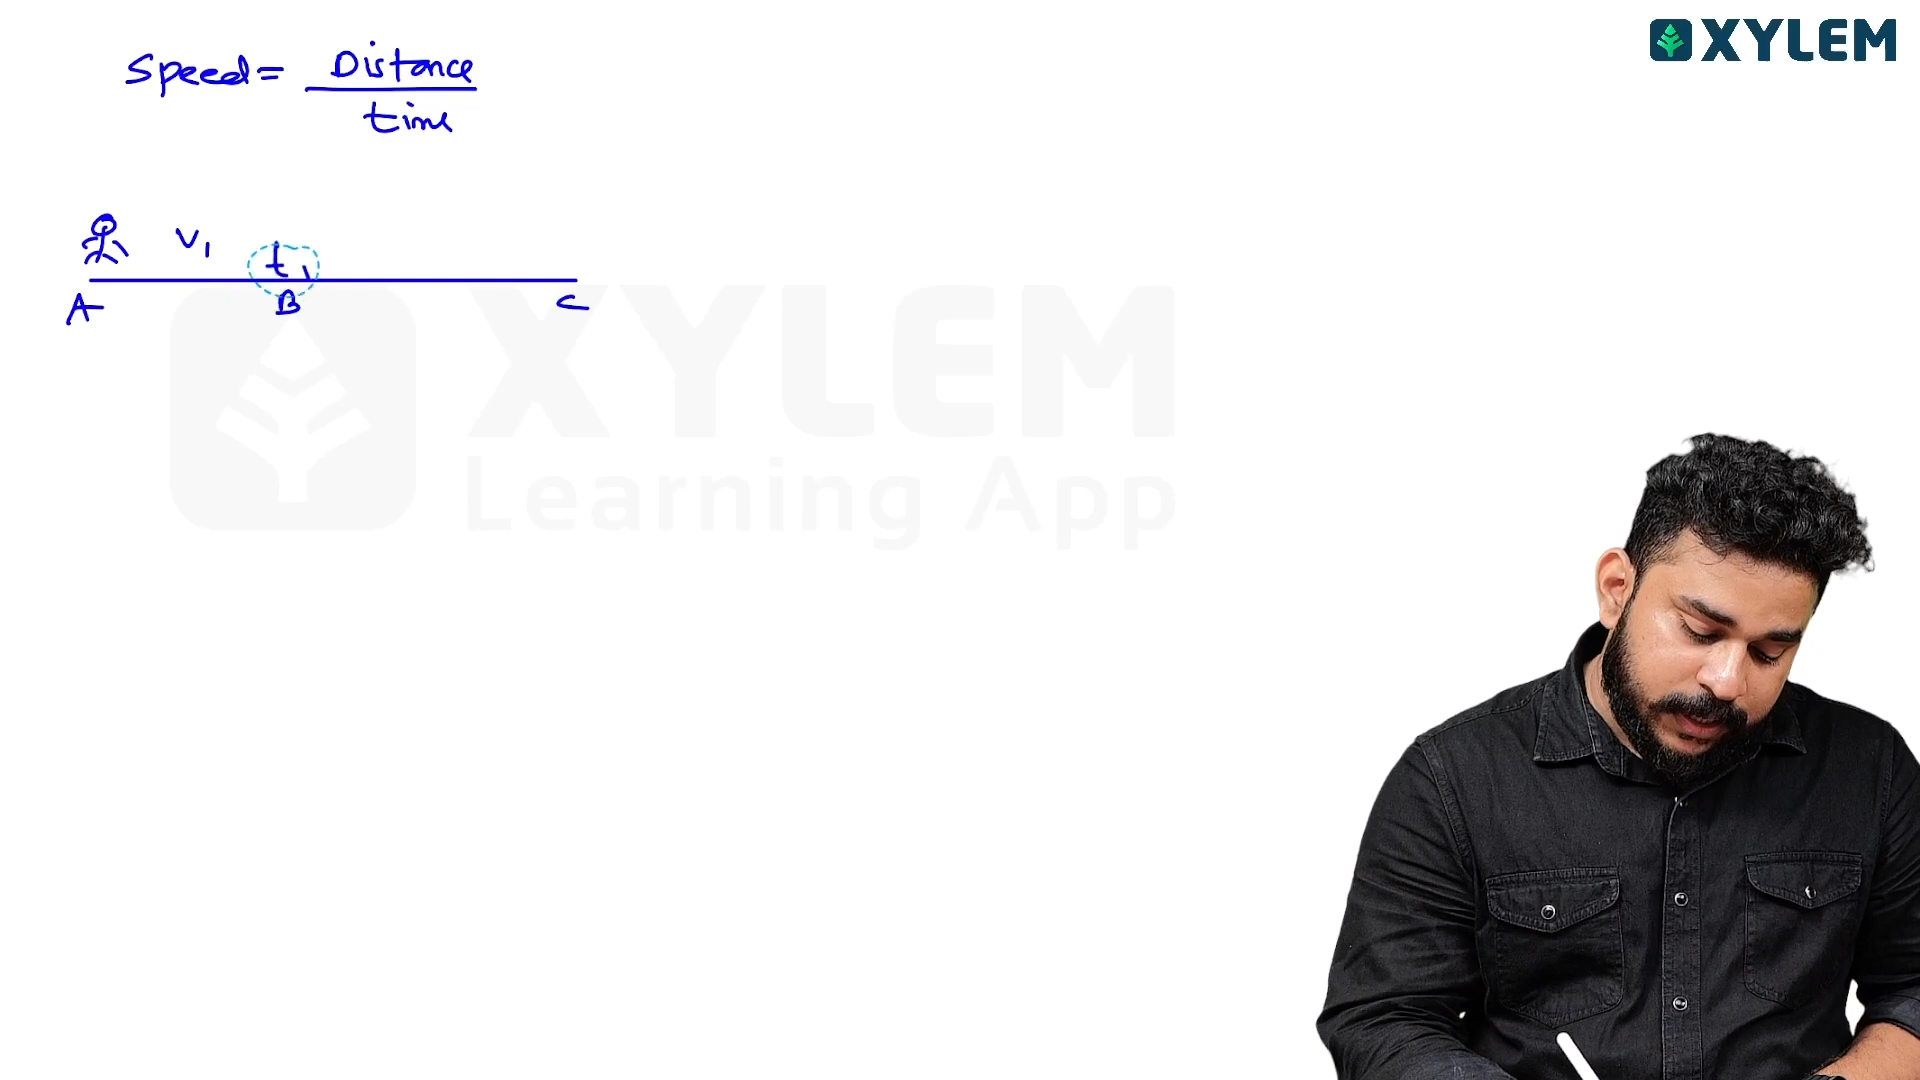 XYLEM
Speed = Distance
time
V₁ t₁
A B C
XYLEM
Learning App